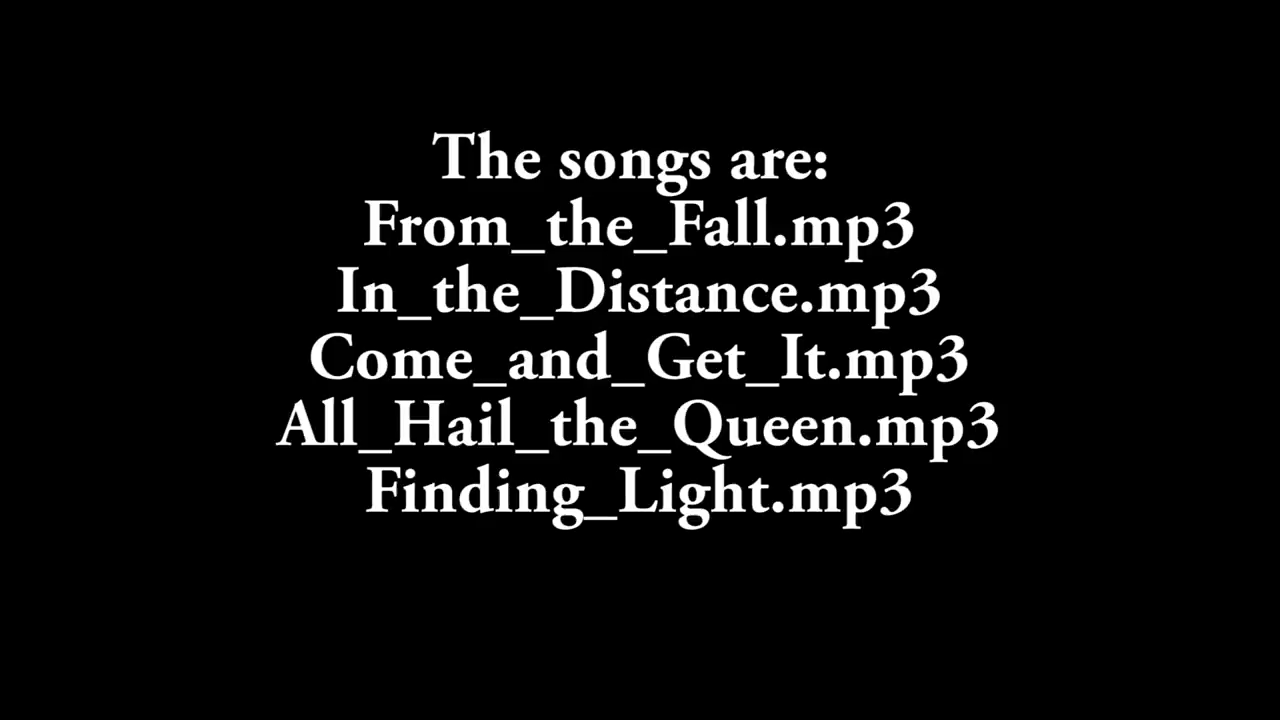 The songs are:
From_the_Fall.mp3
In_the_Distance.mp3
Come_and_Get_It.mp3
All_Hail_the_Queen.mp3
Finding_Light.mp3